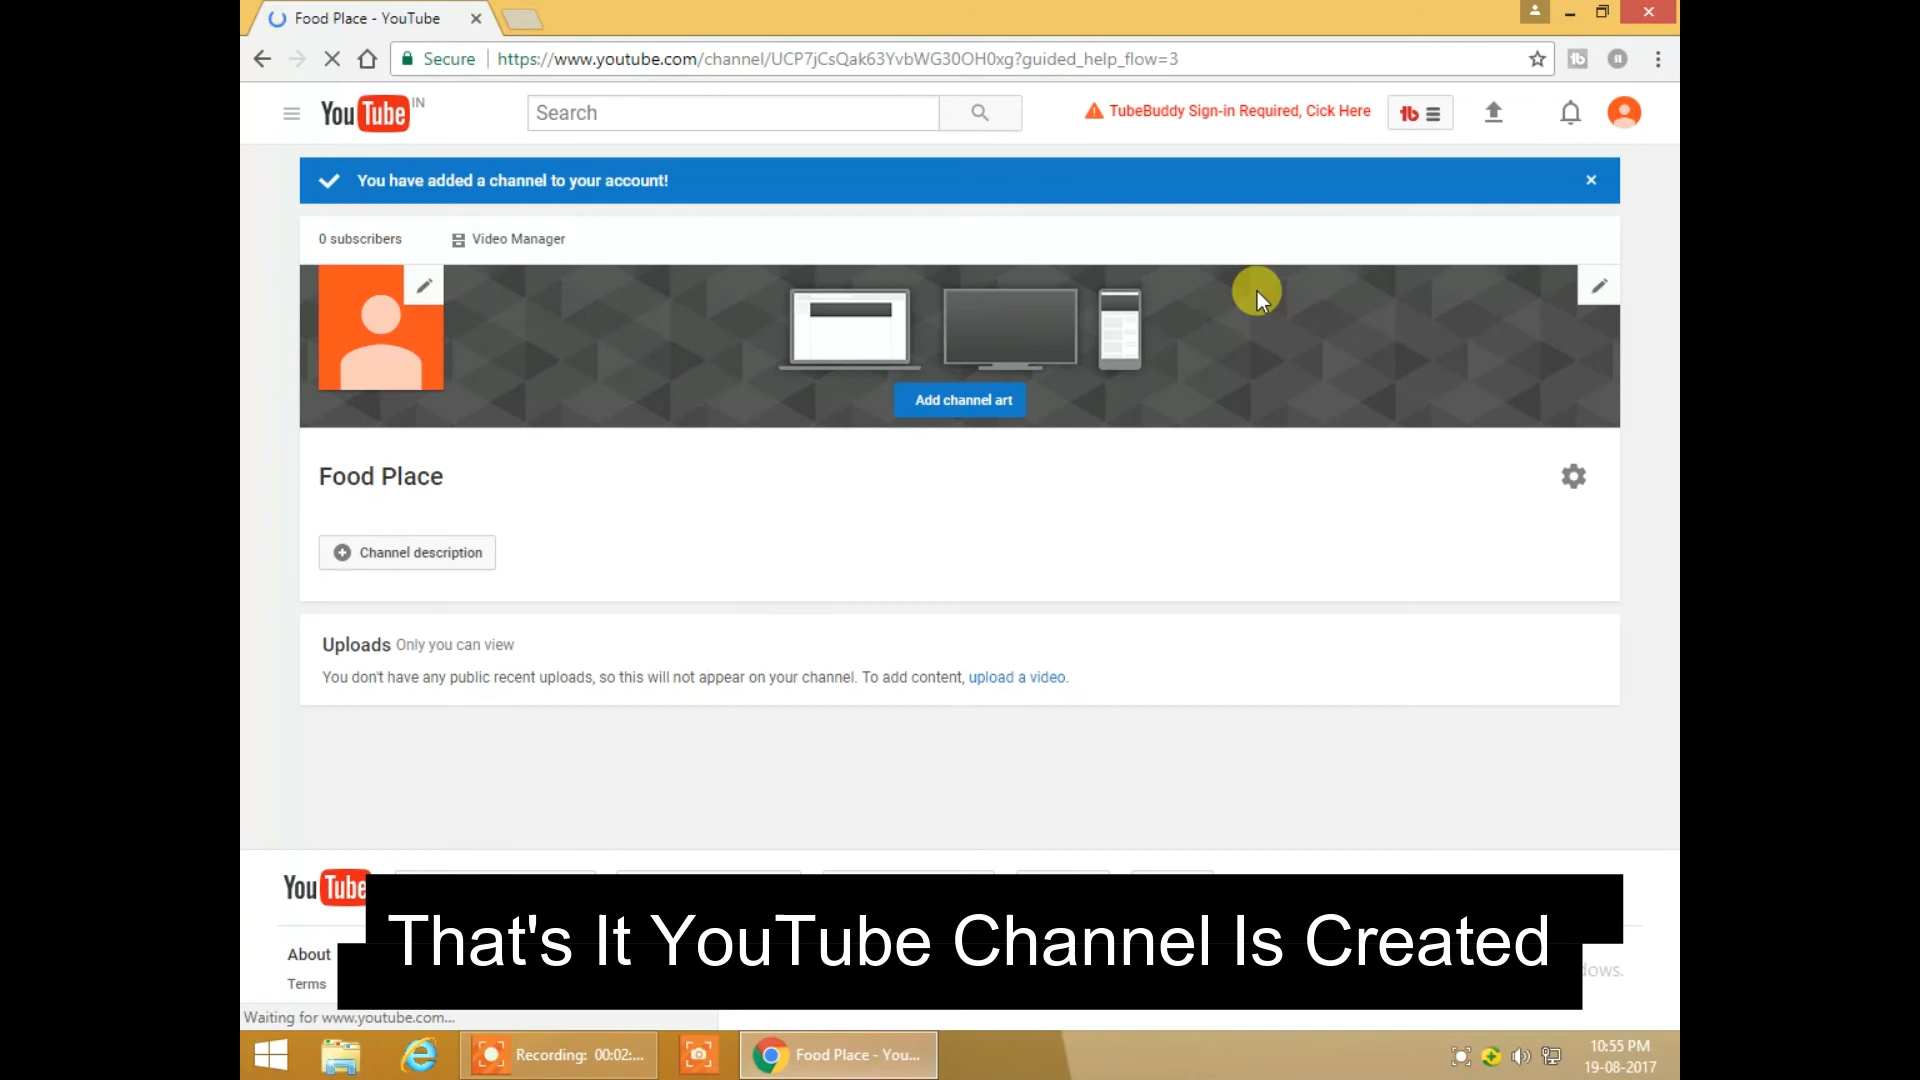 Food Place - YouTube
Secure https://www.youtube.com/channel/UCP7jCsQak63YvbWG30OH0xg?guided_help_flow=3
YouTube IN
Search
TubeBuddy Sign-in Required, Cick Here
tb
You have added a channel to your account!
0 subscribers
Video Manager
Add channel art
Food Place
Channel description
Uploads Only you can view
You don't have any public recent uploads, so this will not appear on your channel. To add content, upload a video.
YouTube
That's It YouTube Channel Is Created
About
Terms
Waiting for www.youtube.com...
Recording: 00:02:...
Food Place - You...
10:55 PM
19-08-2017